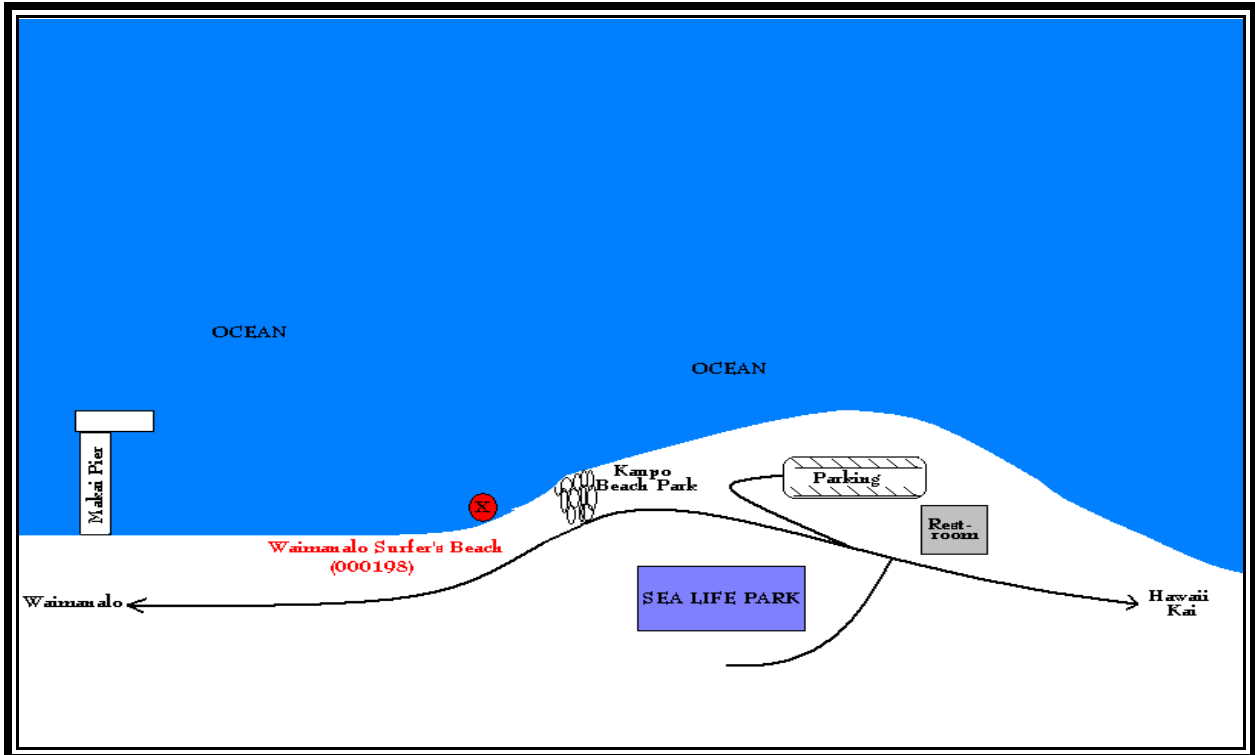 OCEAN
OCEAN
Makai Pier
Kaupo
Beach Park
Parking
Rest-
room
X
Waimanalo Surfer's Beach
(000198)
Waimanalo
SEA LIFE PARK
Hawaii
Kai